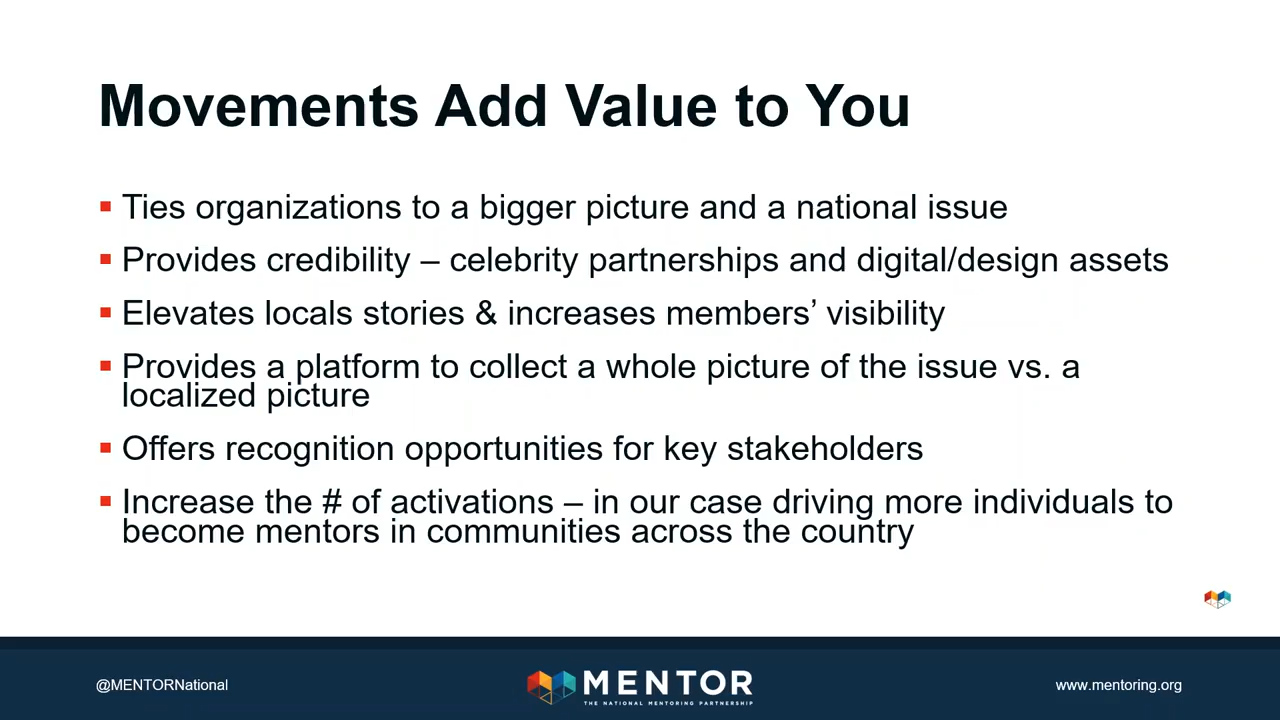 Movements Add Value to You
▪ Ties organizations to a bigger picture and a national issue
▪ Provides credibility – celebrity partnerships and digital/design assets
▪ Elevates locals stories & increases members’ visibility
▪ Provides a platform to collect a whole picture of the issue vs. a
localized picture
▪ Offers recognition opportunities for key stakeholders
▪ Increase the # of activations – in our case driving more individuals to
become mentors in communities across the country
@MENTORNational
MENTOR
THE NATIONAL MENTORING PARTNERSHIP
www.mentoring.org